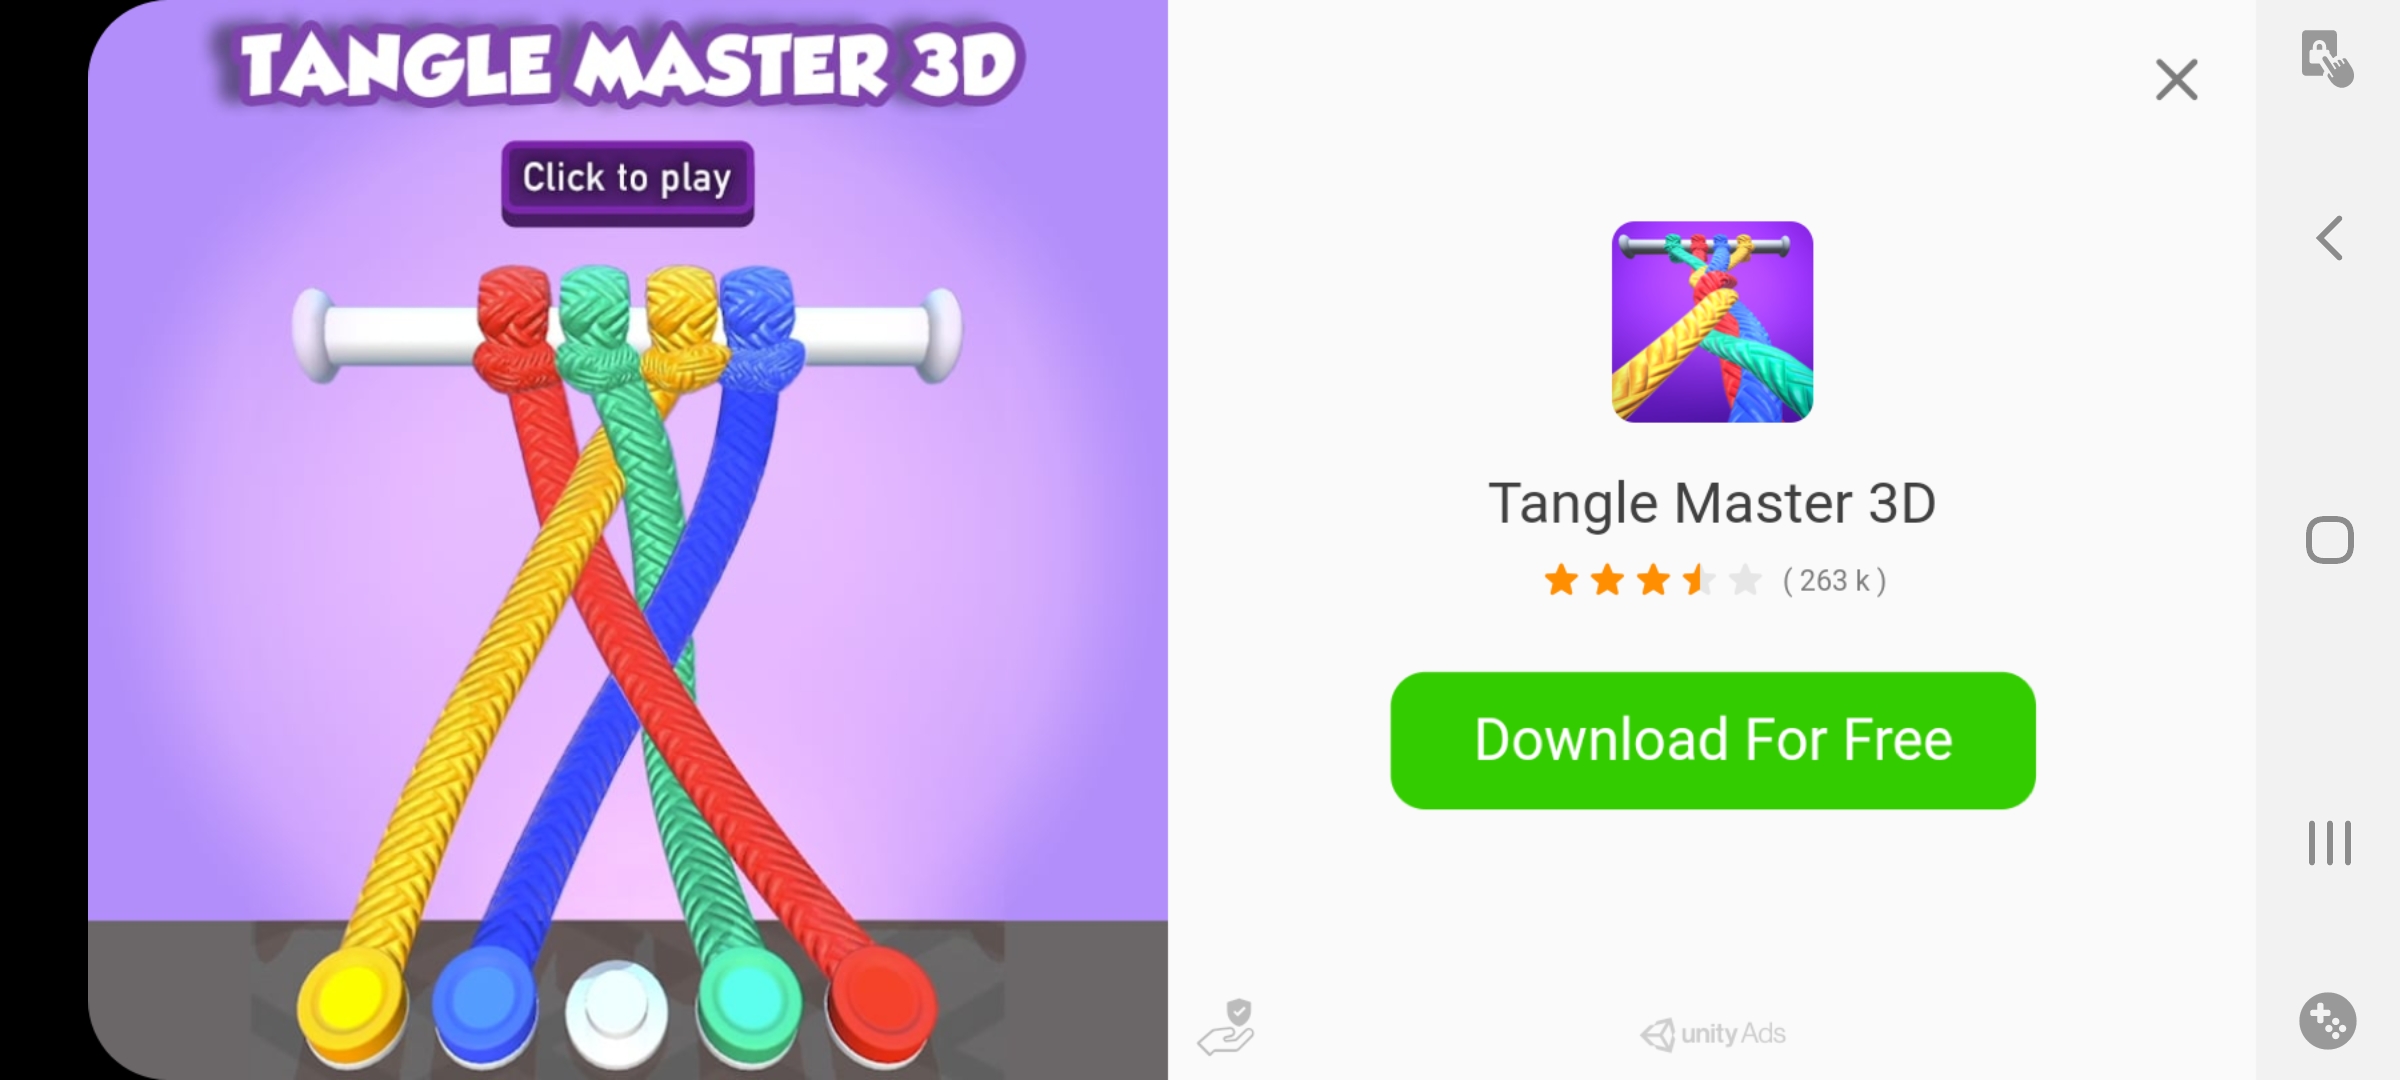 TANGLE MASTER 3D
Click to play
Tangle Master 3D
( 263 k )
Download For Free
unity Ads